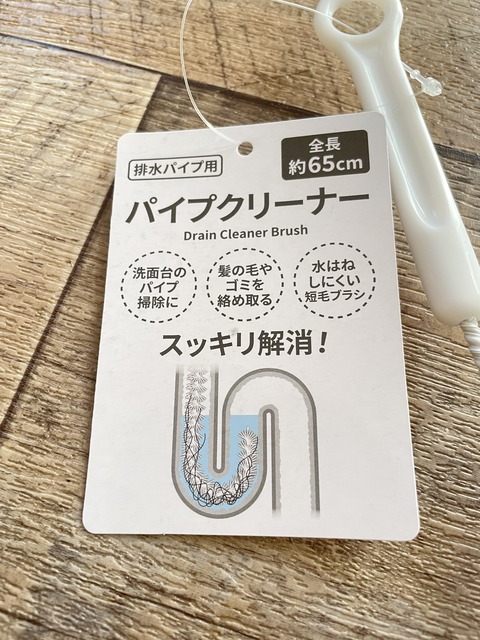 排水パイプ用
全長
約65cm
パイプクリーナー
Drain Cleaner Brush
洗面台の
パイプ
掃除に
髪の毛や
ゴミを
絡め取る
水はね
しにくい
短毛ブラシ
スッキリ解消!